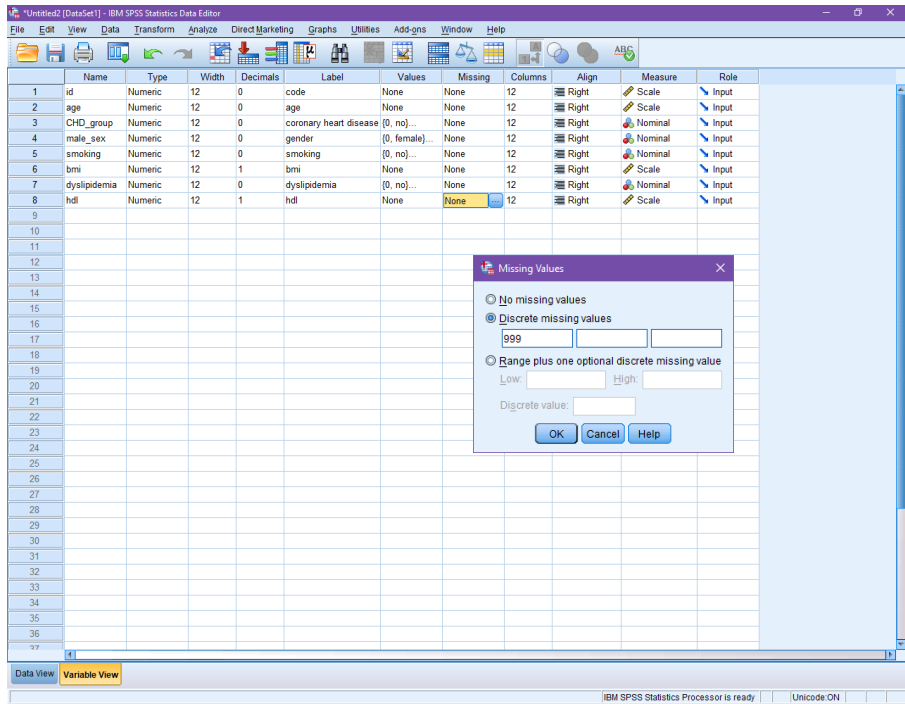 *Untitled2 [DataSet1] - IBM SPSS Statistics Data Editor
File Edit View Data Transform Analyze Direct Marketing Graphs Utilities Add-ons Window Help
Name Type Width Decimals Label Values Missing Columns Align Measure Role
1 id Numeric 12 0 code None None 12 Right Scale Input
2 age Numeric 12 0 age None None 12 Right Scale Input
3 CHD_group Numeric 12 0 coronary heart disease {0, no}... None 12 Right Nominal Input
4 male_sex Numeric 12 0 gender {0, female}... None 12 Right Nominal Input
5 smoking Numeric 12 0 smoking {0, no}... None 12 Right Nominal Input
6 bmi Numeric 12 1 bmi None None 12 Right Scale Input
7 dyslipidemia Numeric 12 0 dyslipidemia {0, no}... None 12 Right Nominal Input
8 hdl Numeric 12 1 hdl None None ... 12 Right Scale Input
9
10
11
12
13
14
15
16
17
18
19
20
21
22
23
24
25
26
27
28
29
30
31
32
33
34
35
36
37
Missing Values
No missing values
Discrete missing values
999
Range plus one optional discrete missing value
Low: High:
Discrete value:
OK Cancel Help
Data View Variable View
IBM SPSS Statistics Processor is ready Unicode:ON